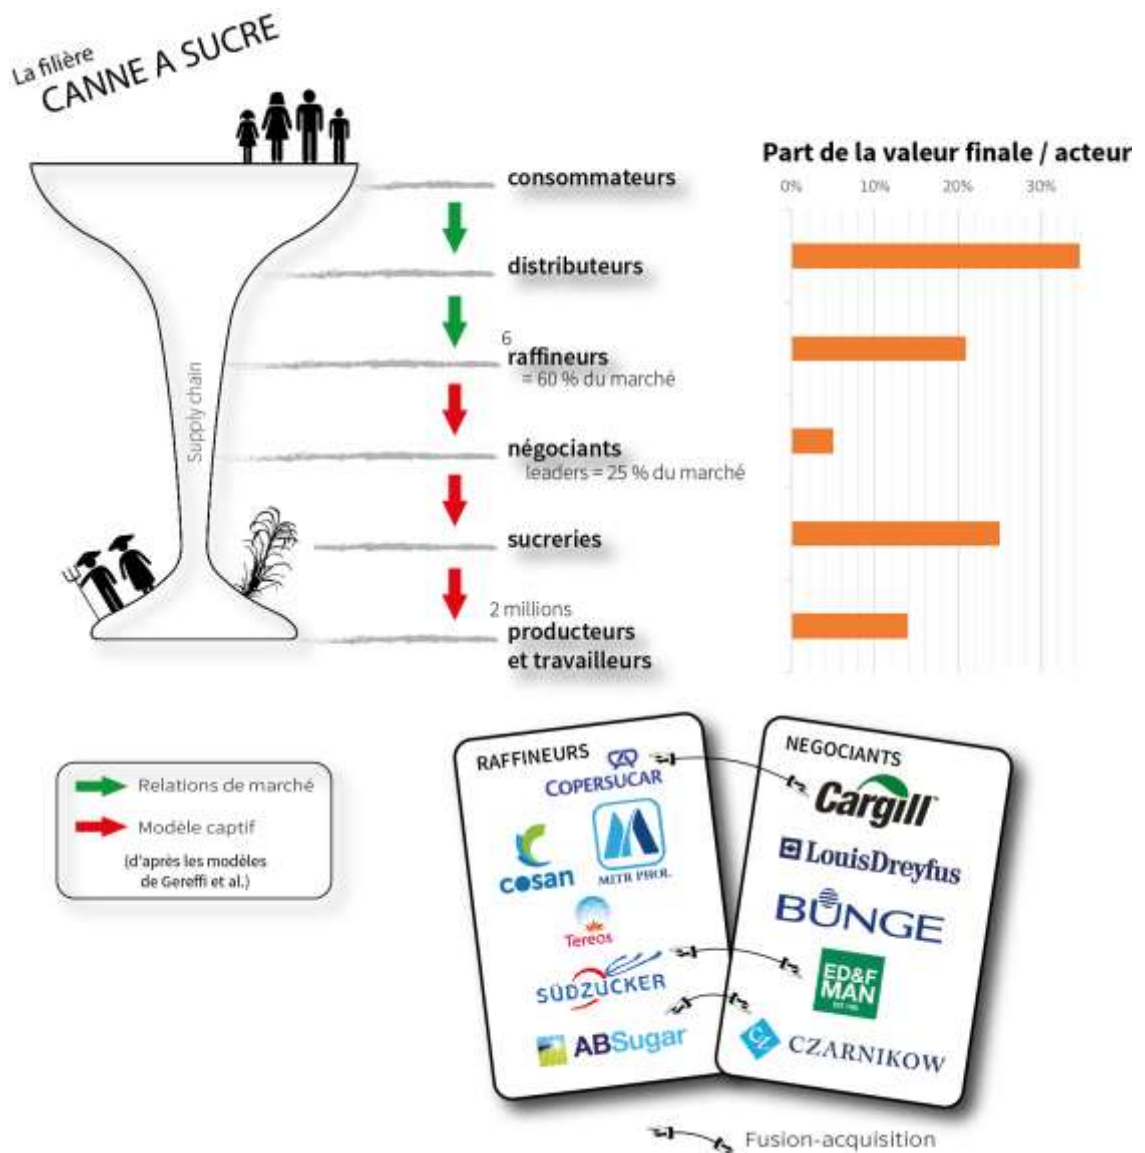 La filière
CANNE A SUCRE
Part de la valeur finale / acteur
0% 10% 20% 30%
consommateurs
distributeurs
6
raffineurs
= 60 % du marché
Supply chain
négociants
leaders = 25 % du marché
sucreries
2 millions
producteurs
et travailleurs
Relations de marché
Modèle captif
(d'après les modèles
de Gereffi et al.)
RAFFINEURS
COPERSUCAR
cosan
MITR PHOL
Tereos
SÜDZUCKER
ABSugar
NEGOCIANTS
Cargill
LouisDreyfus
BUNGE
ED&F
MAN
CZ CZARNIKOW
Fusion-acquisition